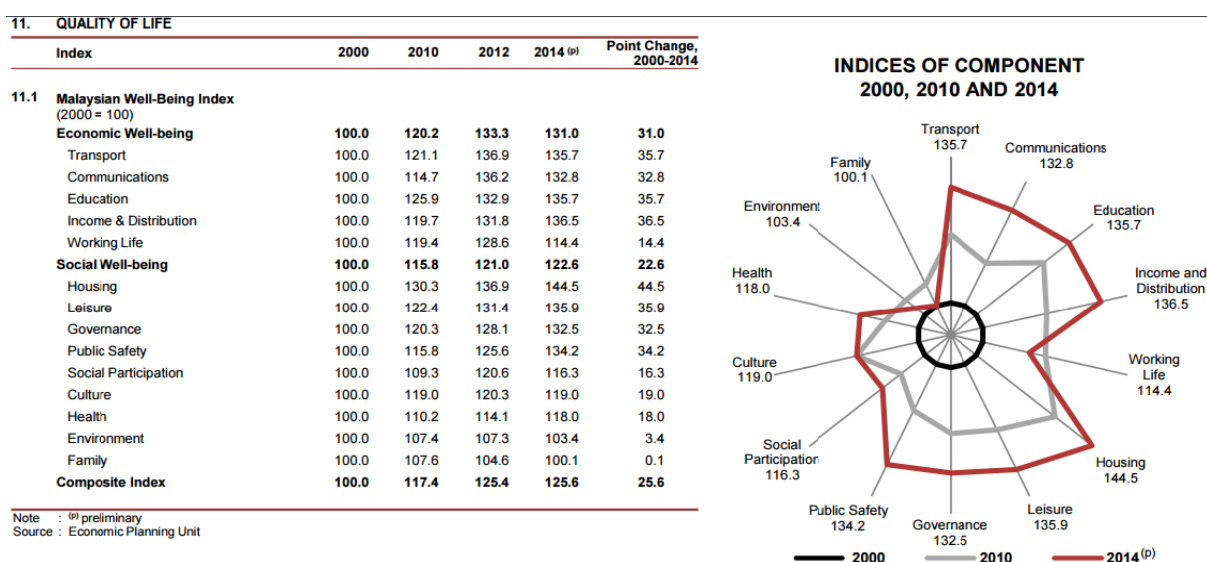 11. QUALITY OF LIFE
Index 2000 2010 2012 2014 (p) Point Change, 2000-2014
11.1 Malaysian Well-Being Index
(2000 = 100)
Economic Well-being 100.0 120.2 133.3 131.0 31.0
Transport 100.0 121.1 136.9 135.7 35.7
Communications 100.0 114.7 136.2 132.8 32.8
Education 100.0 125.9 132.9 135.7 35.7
Income & Distribution 100.0 119.7 131.8 136.5 36.5
Working Life 100.0 119.4 128.6 114.4 14.4
Social Well-being 100.0 115.8 121.0 122.6 22.6
Housing 100.0 130.3 136.9 144.5 44.5
Leisure 100.0 122.4 131.4 135.9 35.9
Governance 100.0 120.3 128.1 132.5 32.5
Public Safety 100.0 115.8 125.6 134.2 34.2
Social Participation 100.0 109.3 120.6 116.3 16.3
Culture 100.0 119.0 120.3 119.0 19.0
Health 100.0 110.2 114.1 118.0 18.0
Environment 100.0 107.4 107.3 103.4 3.4
Family 100.0 107.6 104.6 100.1 0.1
Composite Index 100.0 117.4 125.4 125.6 25.6
Note : (p) preliminary
Source : Economic Planning Unit
INDICES OF COMPONENT
2000, 2010 AND 2014
Transport
135.7
Communications
132.8
Education
135.7
Income and
Distribution
136.5
Working
Life
114.4
Housing
144.5
Leisure
135.9
Governance
132.5
Public Safety
134.2
Social
Participation
116.3
Culture
119.0
Health
118.0
Environment
103.4
Family
100.1
2000 2010 2014 (p)